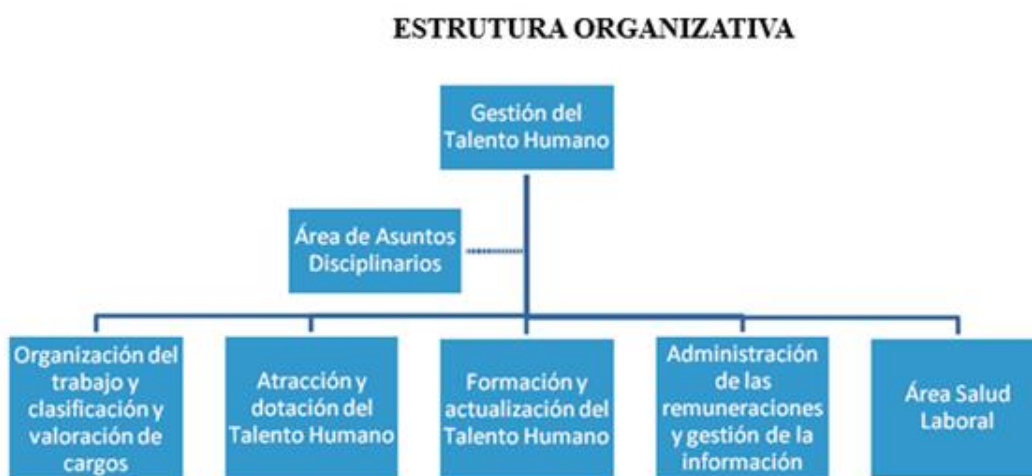 ESTRUTURA ORGANIZATIVA
Gestión del
Talento Humano
Área de Asuntos
Disciplinarios
Organización del
trabajo y
clasificación y
valoración de
cargos
Atracción y
dotación del
Talento Humano
Formación y
actualización del
Talento Humano
Administración
de las
remuneraciones
y gestión de la
información
Área Salud
Laboral